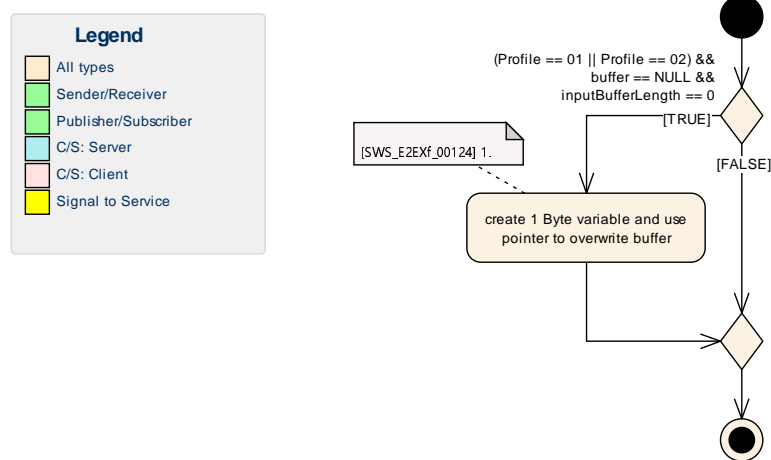 Legend
All types
Sender/Receiver
Publisher/Subscriber
C/S: Server
C/S: Client
Signal to Service
(Profile == 01 || Profile == 02) &&
buffer == NULL &&
inputBufferLength == 0
[TRUE]
[FALSE]
[SWS_E2EXf_00124] 1.
create 1 Byte variable and use
pointer to overwrite buffer